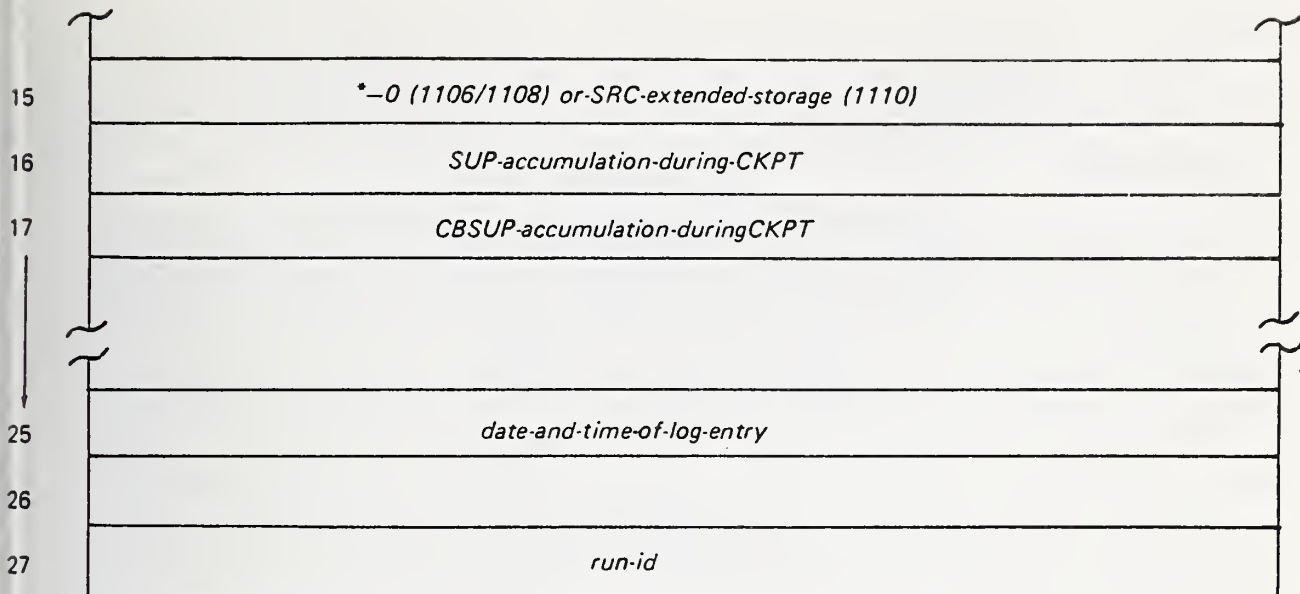 15 *–0 (1106/1108) or-SRC-extended-storage (1110)
16 SUP-accumulation-during-CKPT
17 CBSUP-accumulation-duringCKPT
25 date-and-time-of-log-entry
26
27 run-id